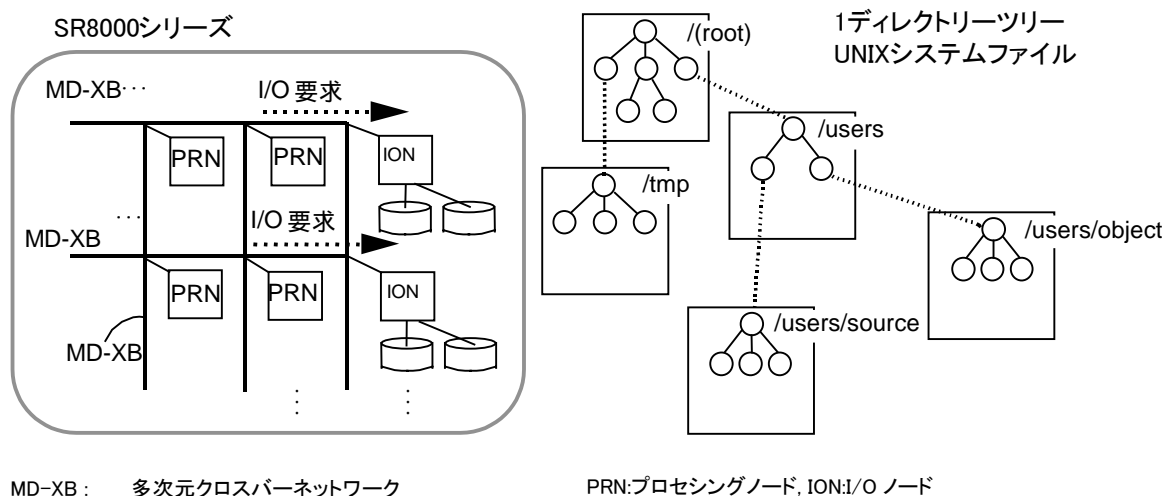 SR8000シリーズ
MD-XB…
I/O 要求
PRN
PRN
ION
…
I/O 要求
MD-XB
PRN
PRN
ION
MD-XB
⋮
⋮
1ディレクトリーツリー
UNIXシステムファイル
/(root)
/users
/tmp
/users/object
/users/source
MD-XB : 多次元クロスバーネットワーク
PRN:プロセシングノード, ION:I/O ノード